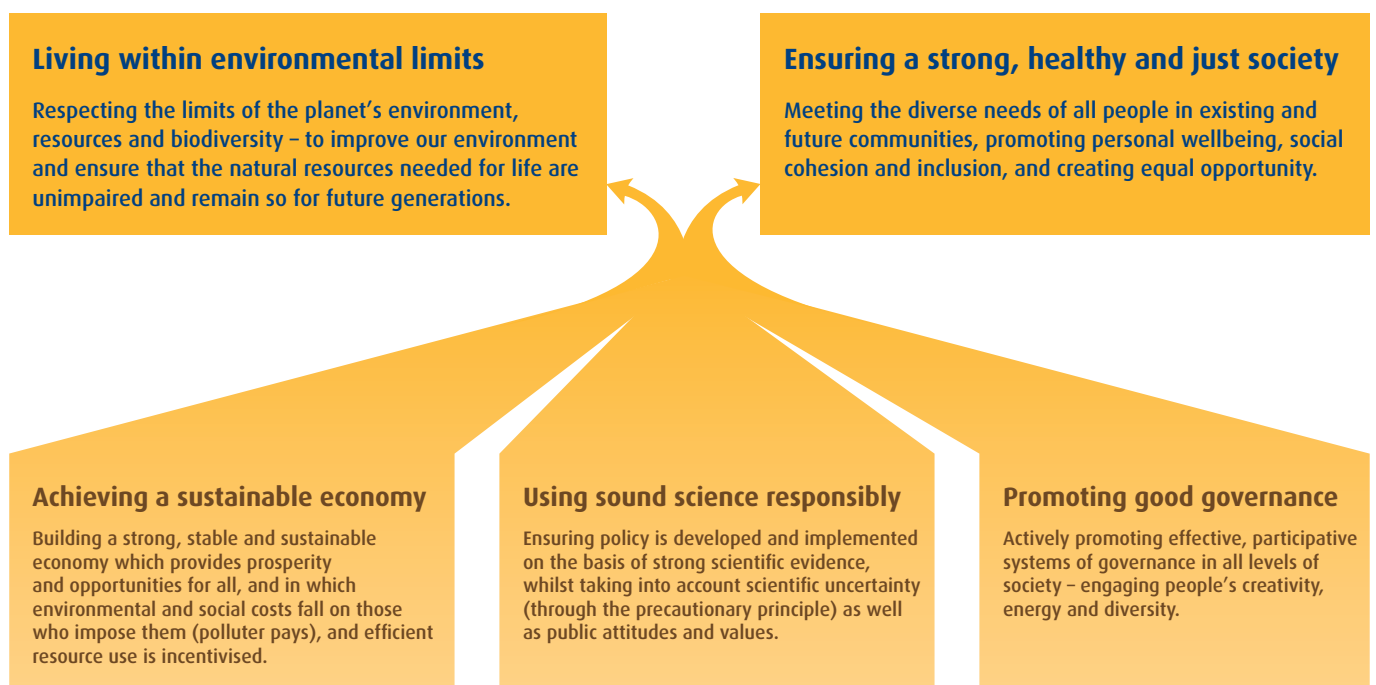 Living within environmental limits
Respecting the limits of the planet’s environment,
resources and biodiversity – to improve our environment
and ensure that the natural resources needed for life are
unimpaired and remain so for future generations.
Ensuring a strong, healthy and just society
Meeting the diverse needs of all people in existing and
future communities, promoting personal wellbeing, social
cohesion and inclusion, and creating equal opportunity.
Achieving a sustainable economy
Building a strong, stable and sustainable
economy which provides prosperity
and opportunities for all, and in which
environmental and social costs fall on those
who impose them (polluter pays), and efficient
resource use is incentivised.
Using sound science responsibly
Ensuring policy is developed and implemented
on the basis of strong scientific evidence,
whilst taking into account scientific uncertainty
(through the precautionary principle) as well
as public attitudes and values.
Promoting good governance
Actively promoting effective, participative
systems of governance in all levels of
society – engaging people’s creativity,
energy and diversity.